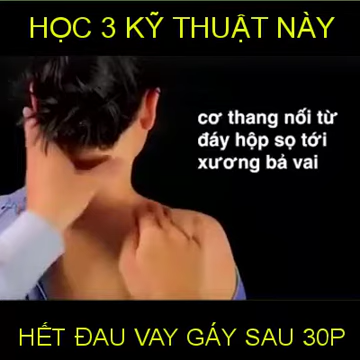 HỌC 3 KỸ THUẬT NÀY
cơ thang nối từ
đáy hộp sọ tới
xương bả vai
HẾT ĐAU VAY GÁY SAU 30P